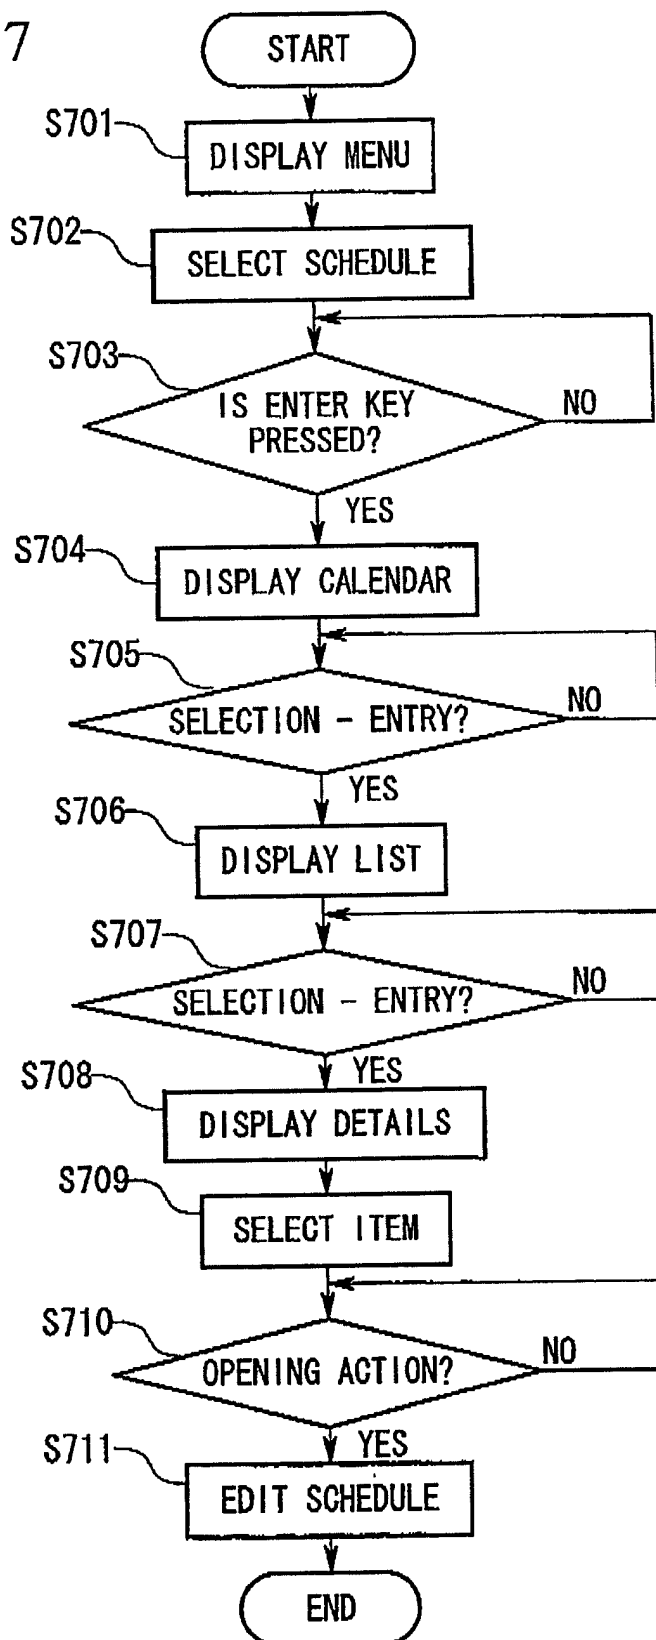 7
START
S701
DISPLAY MENU
S702
SELECT SCHEDULE
S703
IS ENTER KEY
PRESSED?
NO
YES
S704
DISPLAY CALENDAR
S705
SELECTION - ENTRY?
NO
YES
S706
DISPLAY LIST
S707
SELECTION - ENTRY?
NO
YES
S708
DISPLAY DETAILS
S709
SELECT ITEM
S710
OPENING ACTION?
NO
YES
S711
EDIT SCHEDULE
END